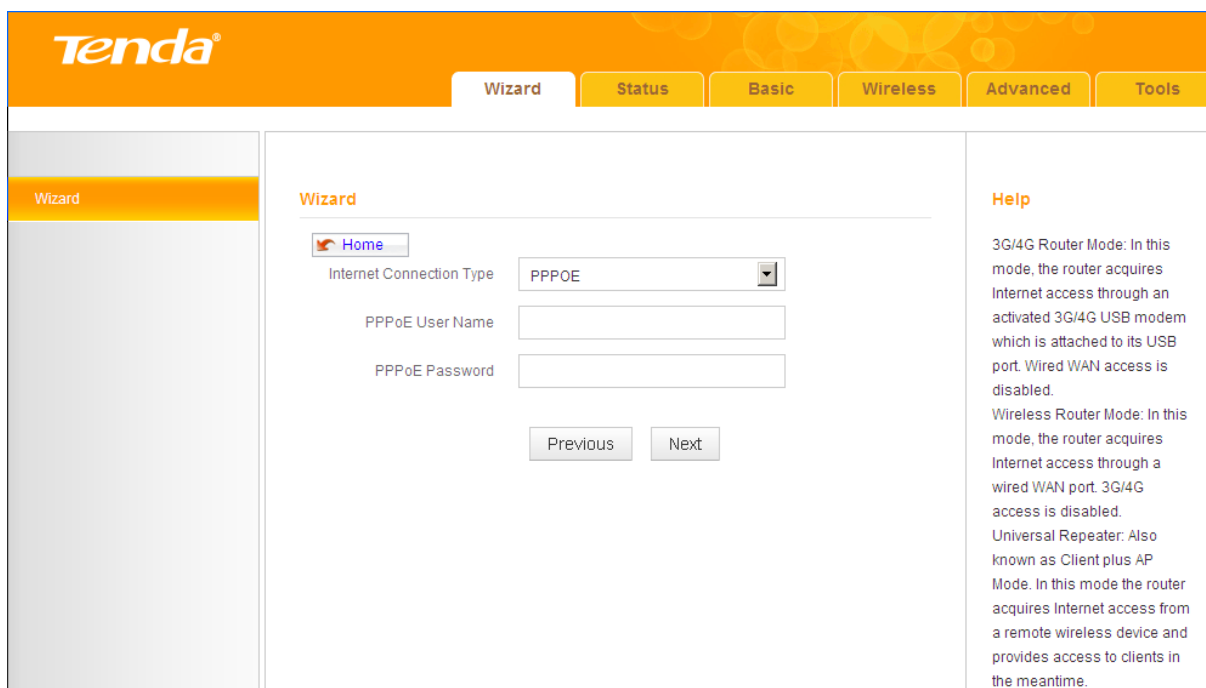 Tenda®
Wizard Status Basic Wireless Advanced Tools
Wizard
Wizard
Home
Internet Connection Type PPPOE
PPPoE User Name
PPPoE Password
Previous Next
Help
3G/4G Router Mode: In this
mode, the router acquires
Internet access through an
activated 3G/4G USB modem
which is attached to its USB
port. Wired WAN access is
disabled.
Wireless Router Mode: In this
mode, the router acquires
Internet access through a
wired WAN port. 3G/4G
access is disabled.
Universal Repeater: Also
known as Client plus AP
Mode. In this mode the router
acquires Internet access from
a remote wireless device and
provides access to clients in
the meantime.